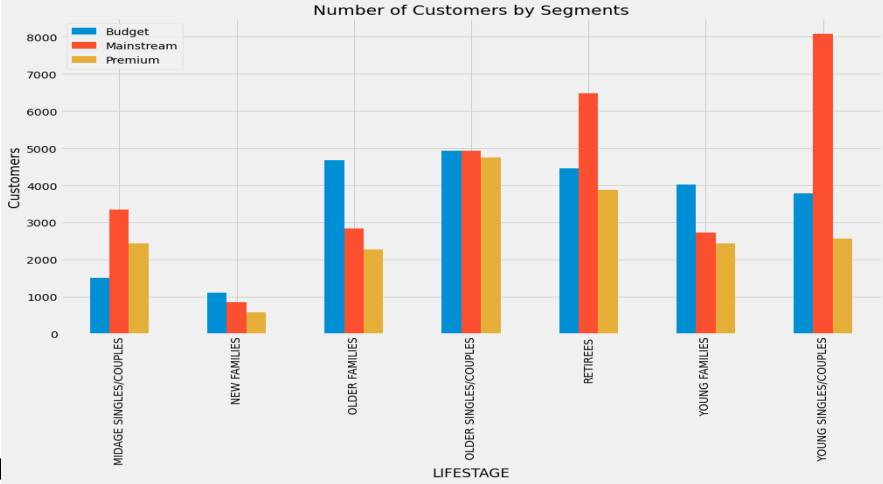 Number of Customers by Segments
Budget
Mainstream
Premium
8000
7000
6000
5000
4000
3000
2000
1000
0
Customers
MIDAGE SINGLES/COUPLES
NEW FAMILIES
OLDER FAMILIES
OLDER SINGLES/COUPLES
RETIREES
YOUNG FAMILIES
YOUNG SINGLES/COUPLES
LIFESTAGE